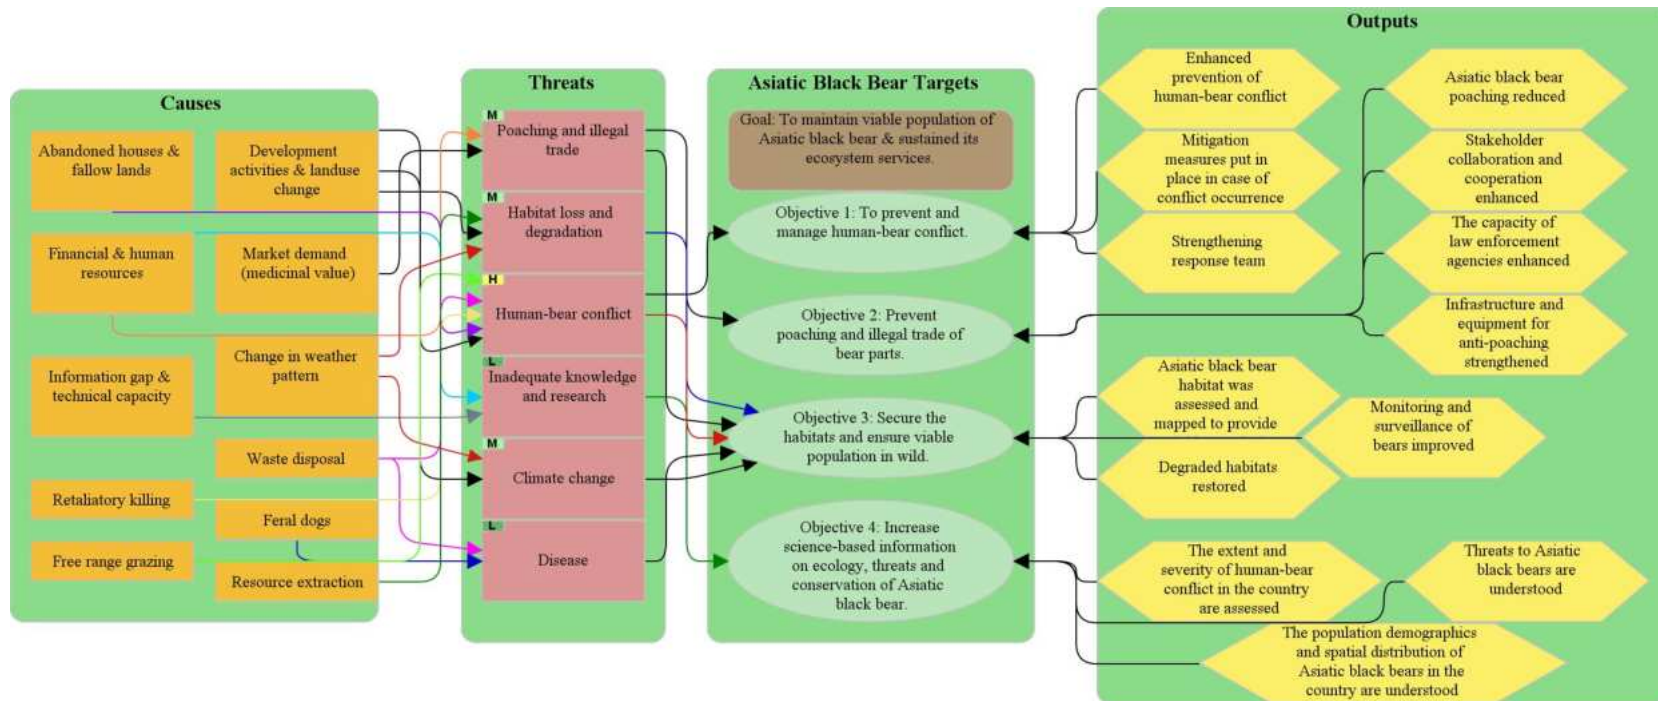 Causes
Abandoned houses &
fallow lands
Development
activities & landuse
change
Financial & human
resources
Market demand
(medicinal value)
Information gap &
technical capacity
Change in weather
pattern
Waste disposal
Retaliatory killing
Feral dogs
Free range grazing
Resource extraction
Threats
M
Poaching and illegal
trade
M
Habitat loss and
degradation
H
Human-bear conflict
L
Inadequate knowledge
and research
M
Climate change
L
Disease
Asiatic Black Bear Targets
Goal: To maintain viable population of
Asiatic black bear & sustained its
ecosystem services.
Objective 1: To prevent and
manage human-bear conflict.
Objective 2: Prevent
poaching and illegal trade of
bear parts.
Objective 3: Secure the
habitats and ensure viable
population in wild.
Objective 4: Increase
science-based information
on ecology, threats and
conservation of Asiatic
black bear.
Outputs
Enhanced
prevention of
human-bear conflict
Asiatic black bear
poaching reduced
Mitigation
measures put in
place in case of
conflict occurrence
Stakeholder
collaboration and
cooperation
enhanced
Strengthening
response team
The capacity of
law enforcement
agencies enhanced
Infrastructure and
equipment for
anti-poaching
strengthened
Asiatic black bear
habitat was
assessed and
mapped to provide
Monitoring and
surveillance of
bears improved
Degraded habitats
restored
The extent and
severity of human-bear
conflict in the country
are assessed
Threats to Asiatic
black bears are
understood
The population demographics
and spatial distribution of
Asiatic black bears in the
country are understood